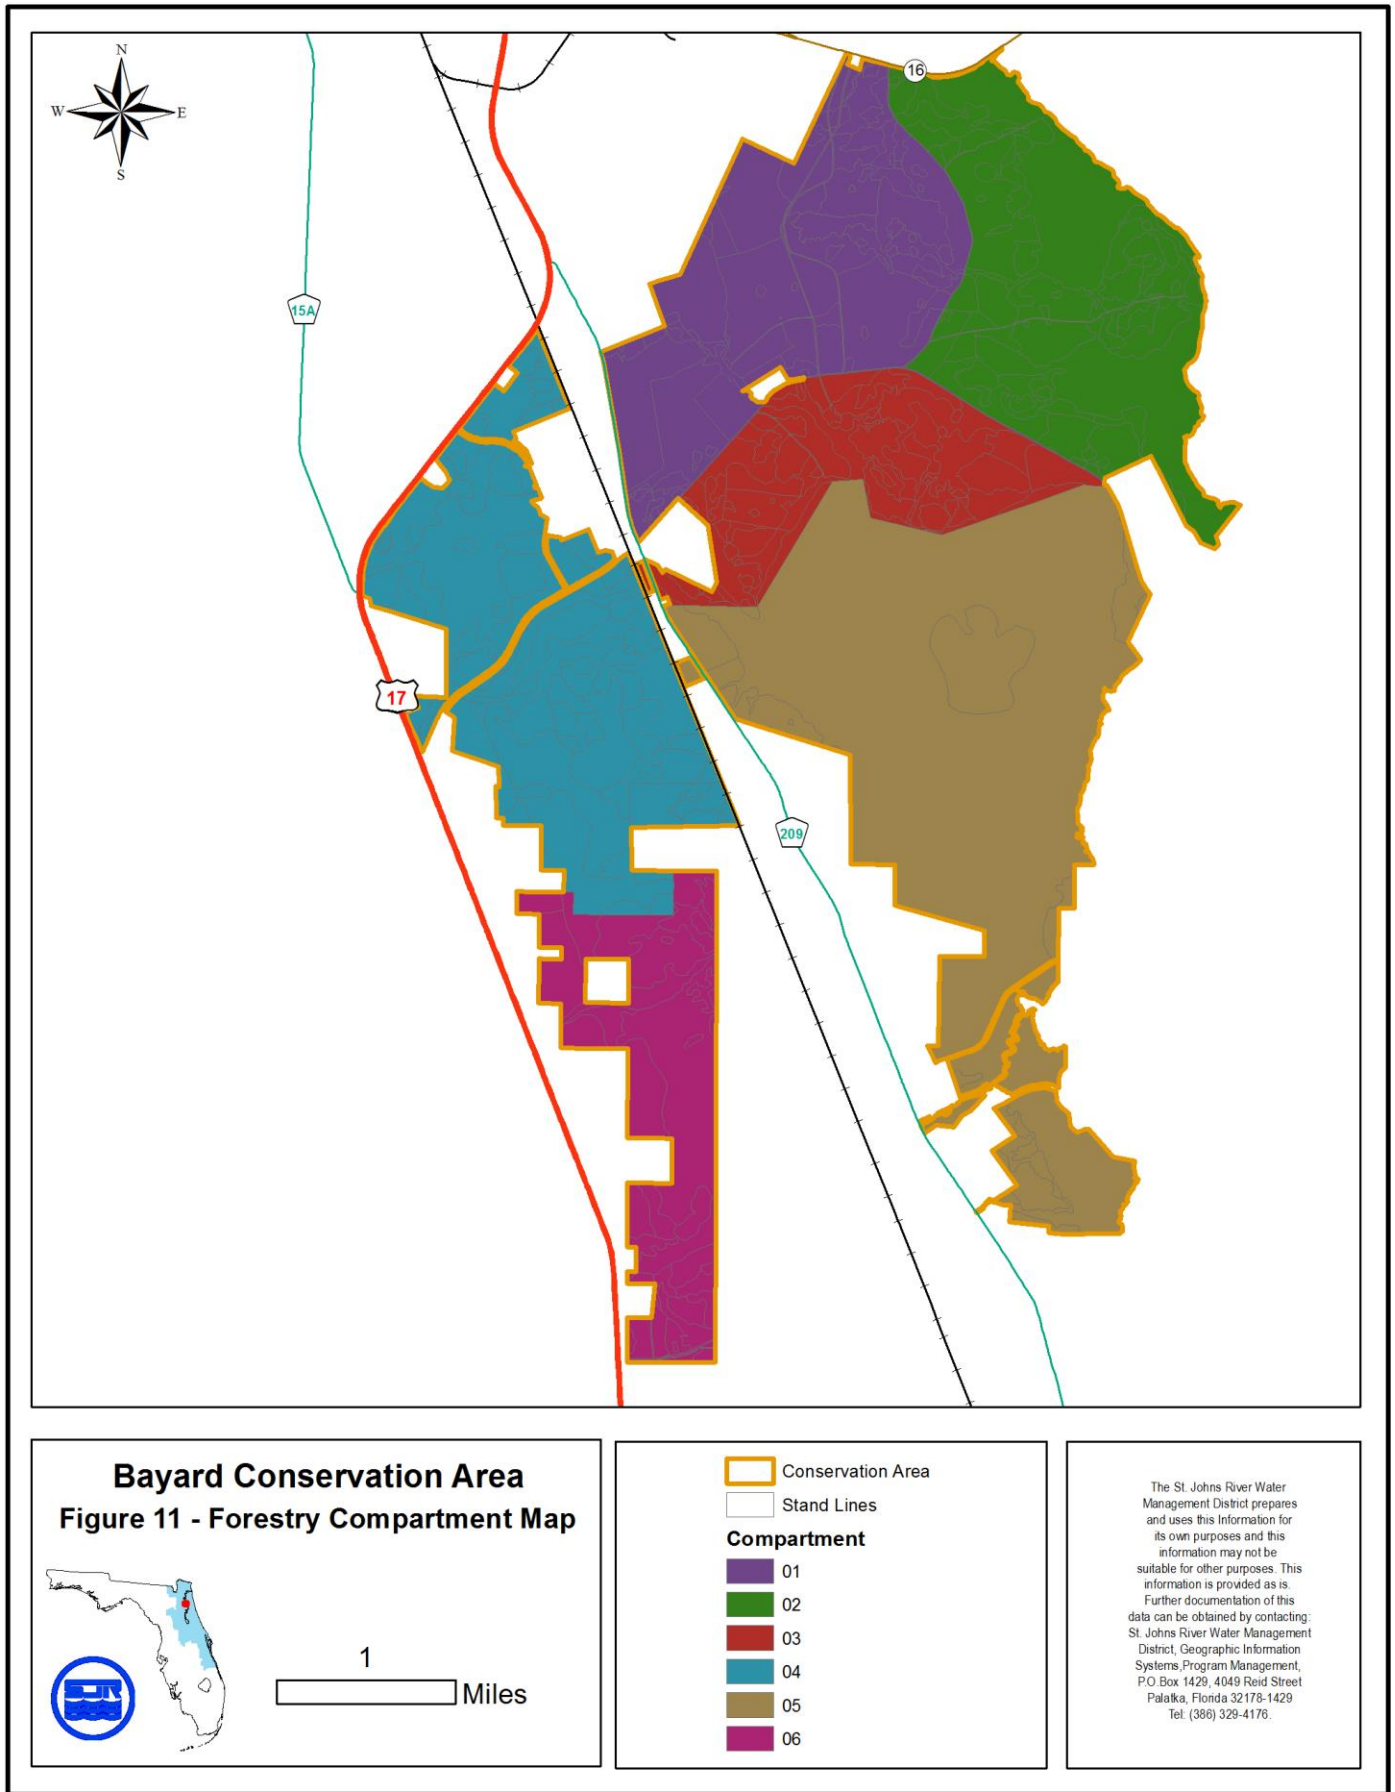 N
W
E
S
16
15A
17
209
Bayard Conservation Area
Figure 11 - Forestry Compartment Map
1
Miles
SJR
Conservation Area
Stand Lines
Compartment
01
02
03
04
05
06
The St. Johns River Water
Management District prepares
and uses this Information for
its own purposes and this
information may not be
suitable for other purposes. This
information is provided as is.
Further documentation of this
data can be obtained by contacting:
St. Johns River Water Management
District, Geographic Information
Systems,Program Management,
P.O.Box 1429, 4049 Reid Street
Palatka, Florida 32178-1429
Tel: (386) 329-4176.